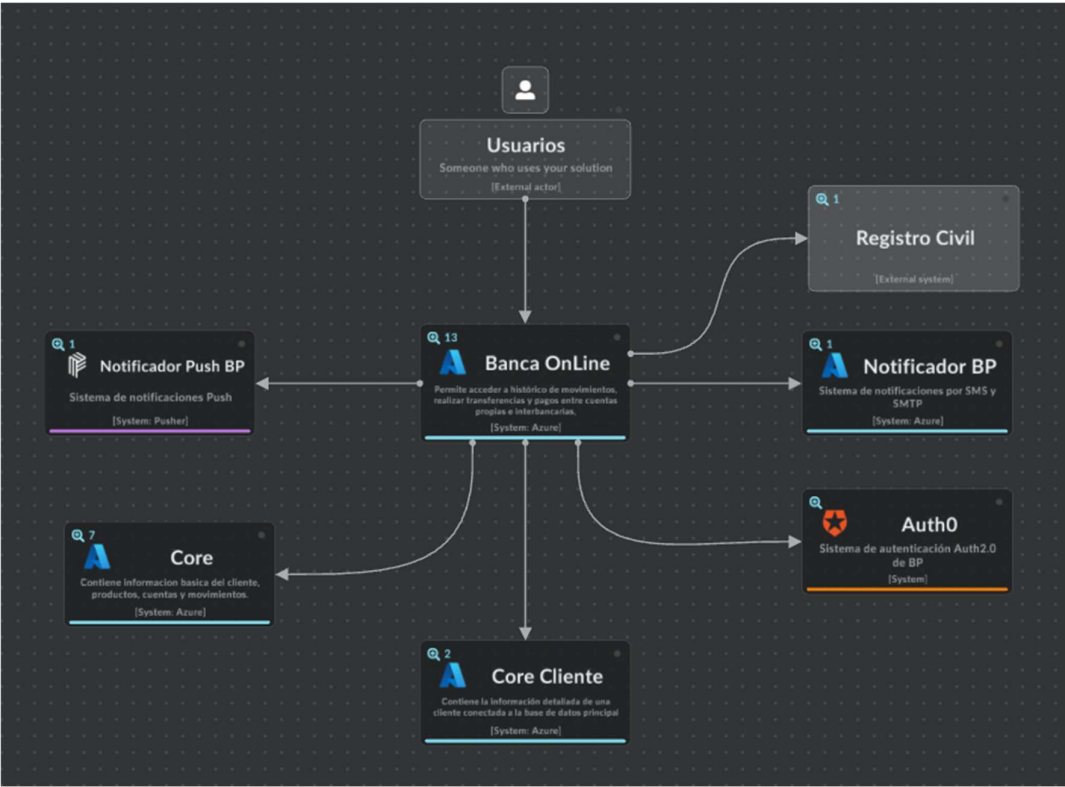 Usuarios
Someone who uses your solution
[External actor]
1
Registro Civil
[External system]
1
Notificador Push BP
Sistema de notificaciones Push
[System: Pusher]
13
Banca OnLine
Permite acceder a histórico de movimientos,
realizar transferencias y pagos entre cuentas
propias e interbancarias,
[System: Azure]
1
Notificador BP
Sistema de notificaciones por SMS y
SMTP
[System: Azure]
7
Core
Contiene informacion basica del cliente,
productos, cuentas y movimientos.
[System: Azure]
Auth0
Sistema de autenticación Auth2.0
de BP
[System]
2
Core Cliente
Contiene la información detallada de una
cliente conectada a la base de datos principal
[System: Azure]